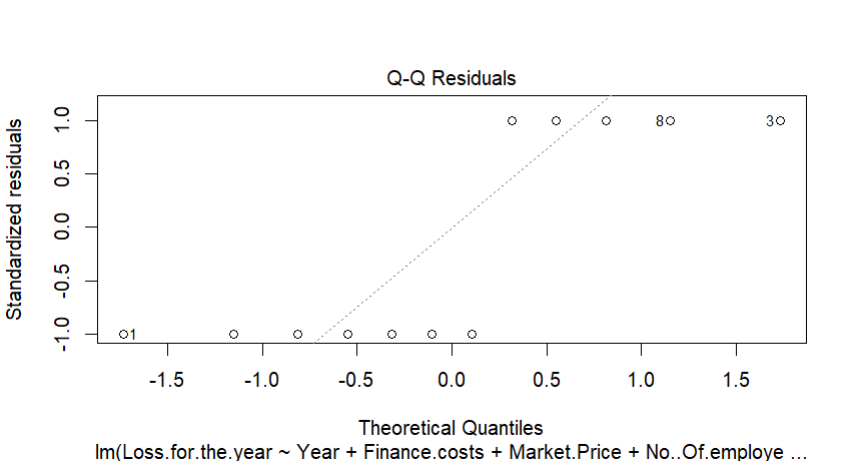 Q-Q Residuals
Standardized residuals
1.0
0.5
0.0
-0.5
-1.0
8
3
1
-1.5 -1.0 -0.5 0.0 0.5 1.0 1.5
Theoretical Quantiles
lm(Loss.for.the.year ~ Year + Finance.costs + Market.Price + No..Of.employe ...